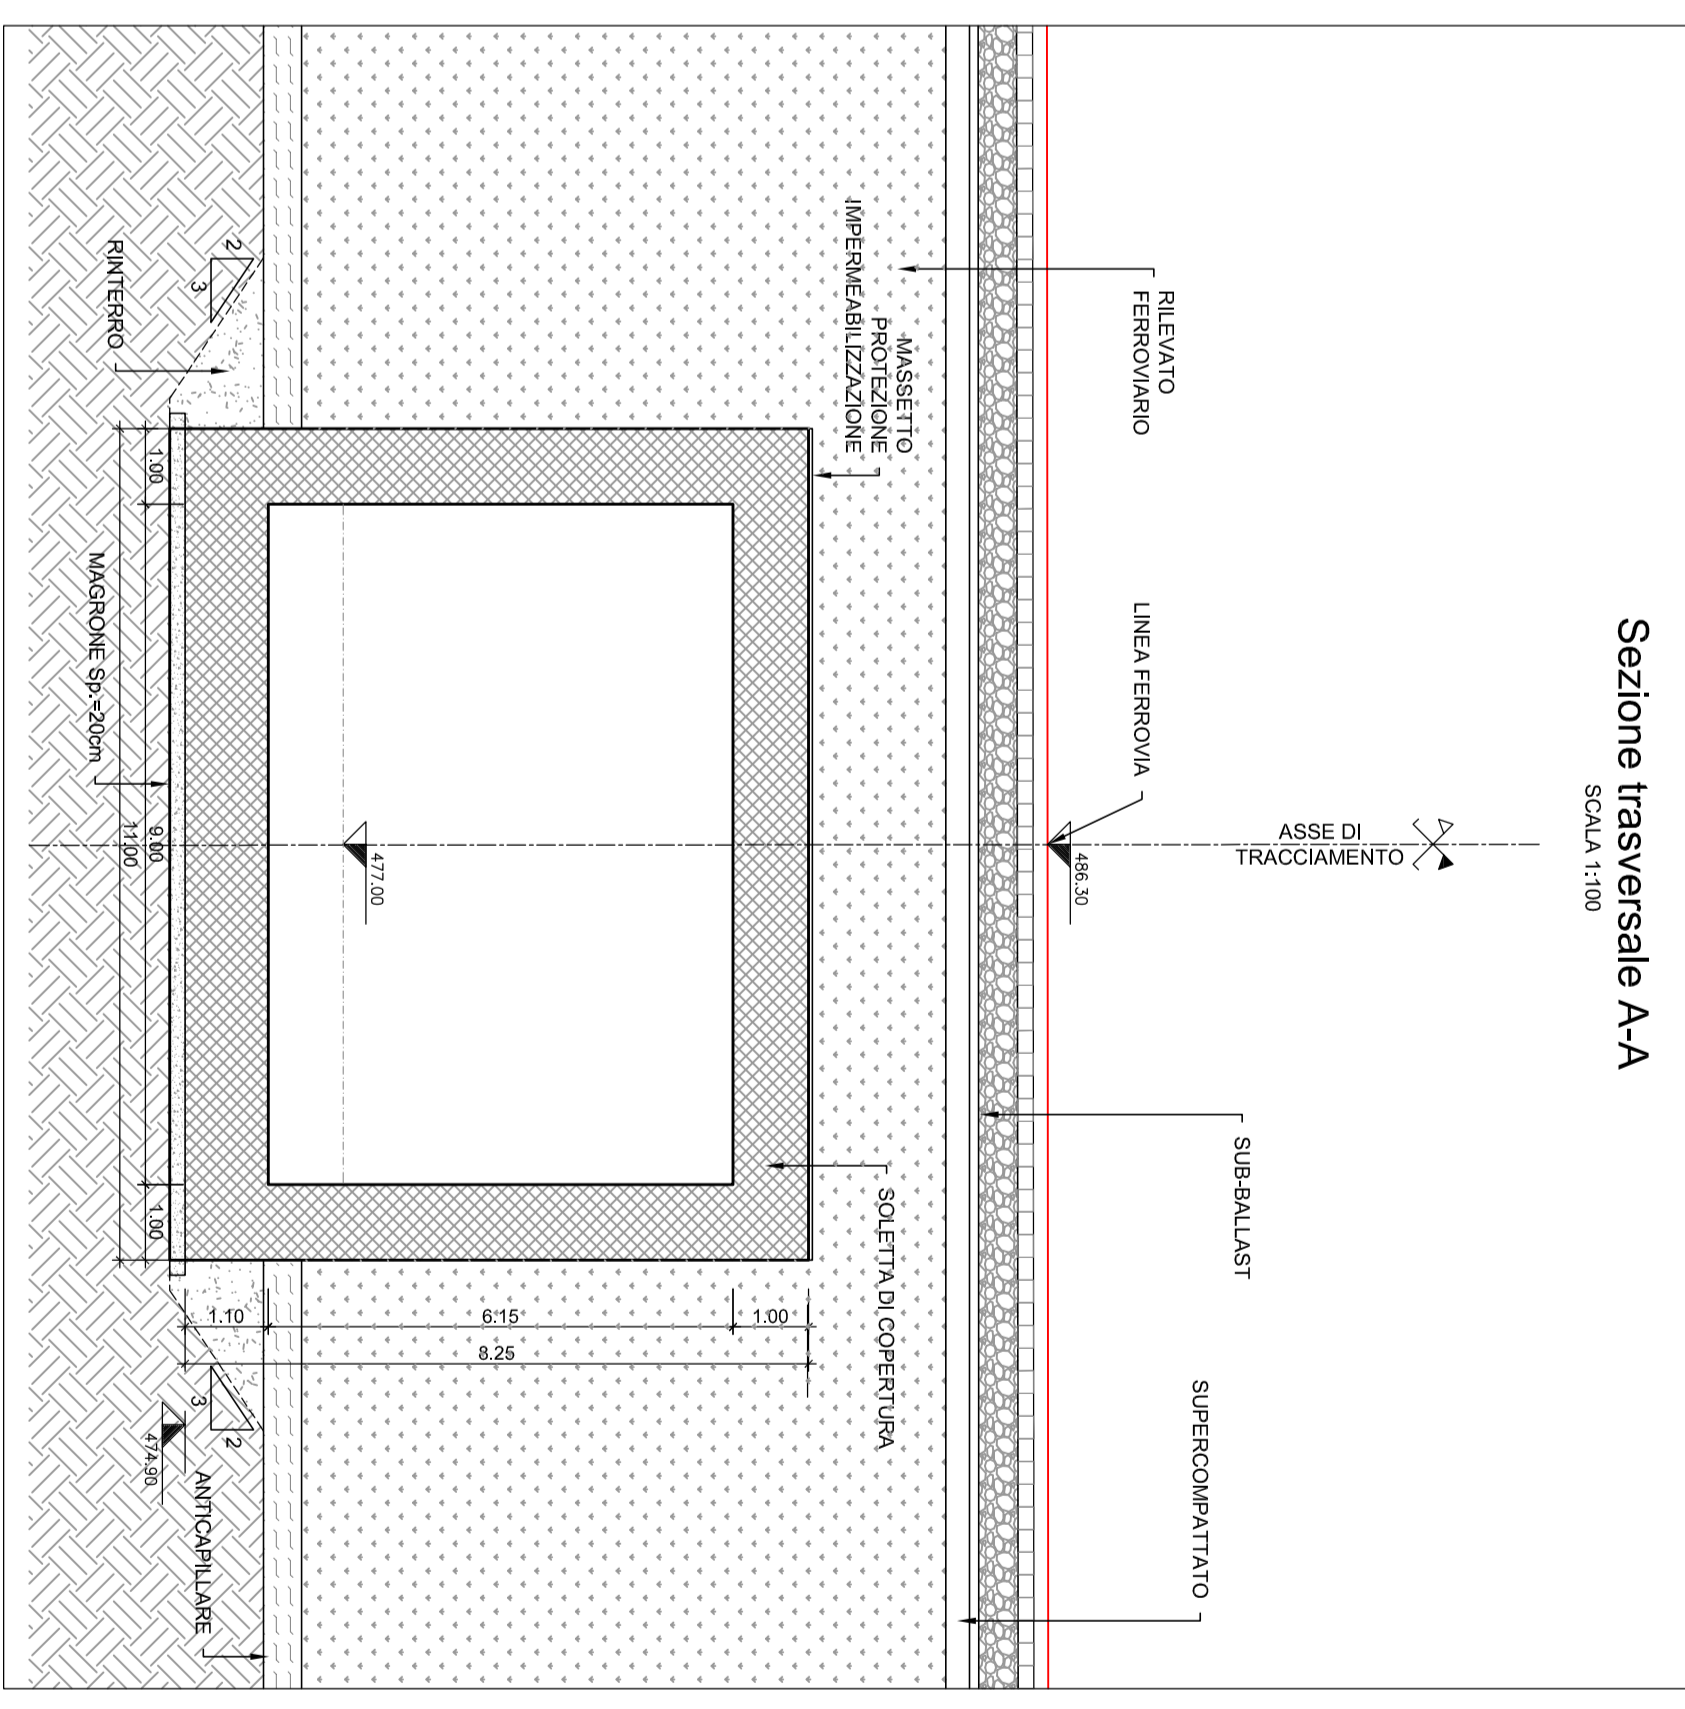 Sezione trasversale A-A
SCALA 1:100
ASSE DI
TRACCIAMENTO
RILEVATO
FERROVIARIO
LINEA FERROVIA
486.30
SUB-BALLAST
SUPERCOMPATTATO
MASSETTO
PROTEZIONE
IMPERMEABILIZZAZIONE
SOLETTA DI COPERTURA
477.00
1.00
6.15
1.10
8.25
2
3
RINTERRO
1.00
9.00
1.00
11.00
MAGRONE Sp.=20cm
3
2
474.90
ANTICAPILLARE